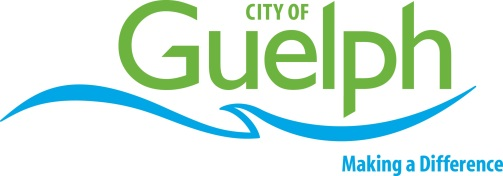 CITY OF
Guelph
Making a Difference